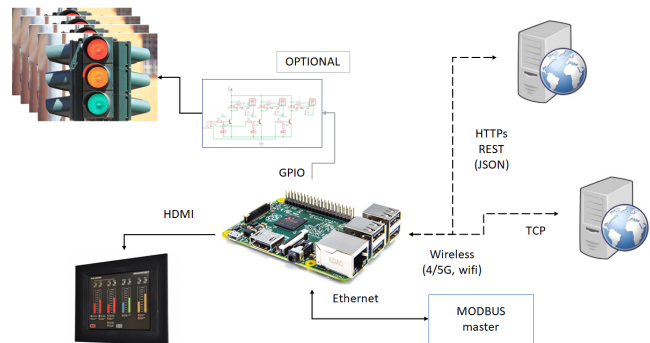 OPTIONAL
GPIO
HDMI
HTTPs
REST
(JSON)
TCP
Wireless
(4/5G, wifi)
Ethernet
MODBUS
master